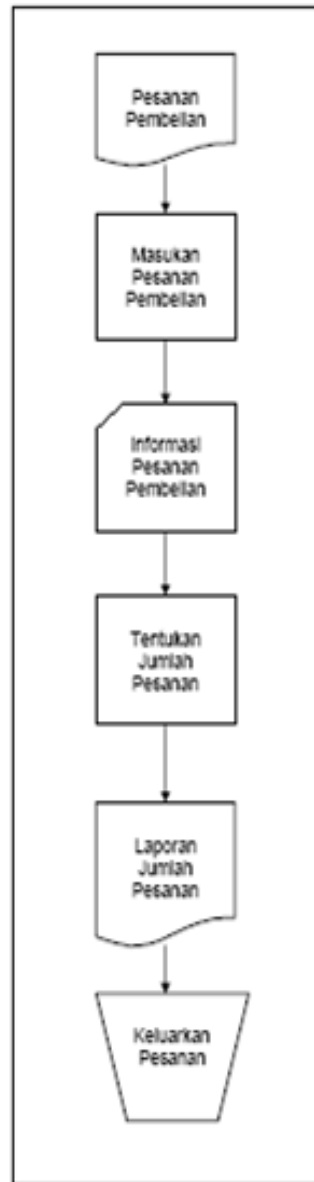 Pesanan
Pembelian
Masukan
Pesanan
Pembelian
Informasi
Pesanan
Pembelian
Tentukan
Jumlah
Pesanan
Laporan
Jumlah
Pesanan
Keluarkan
Pesanan